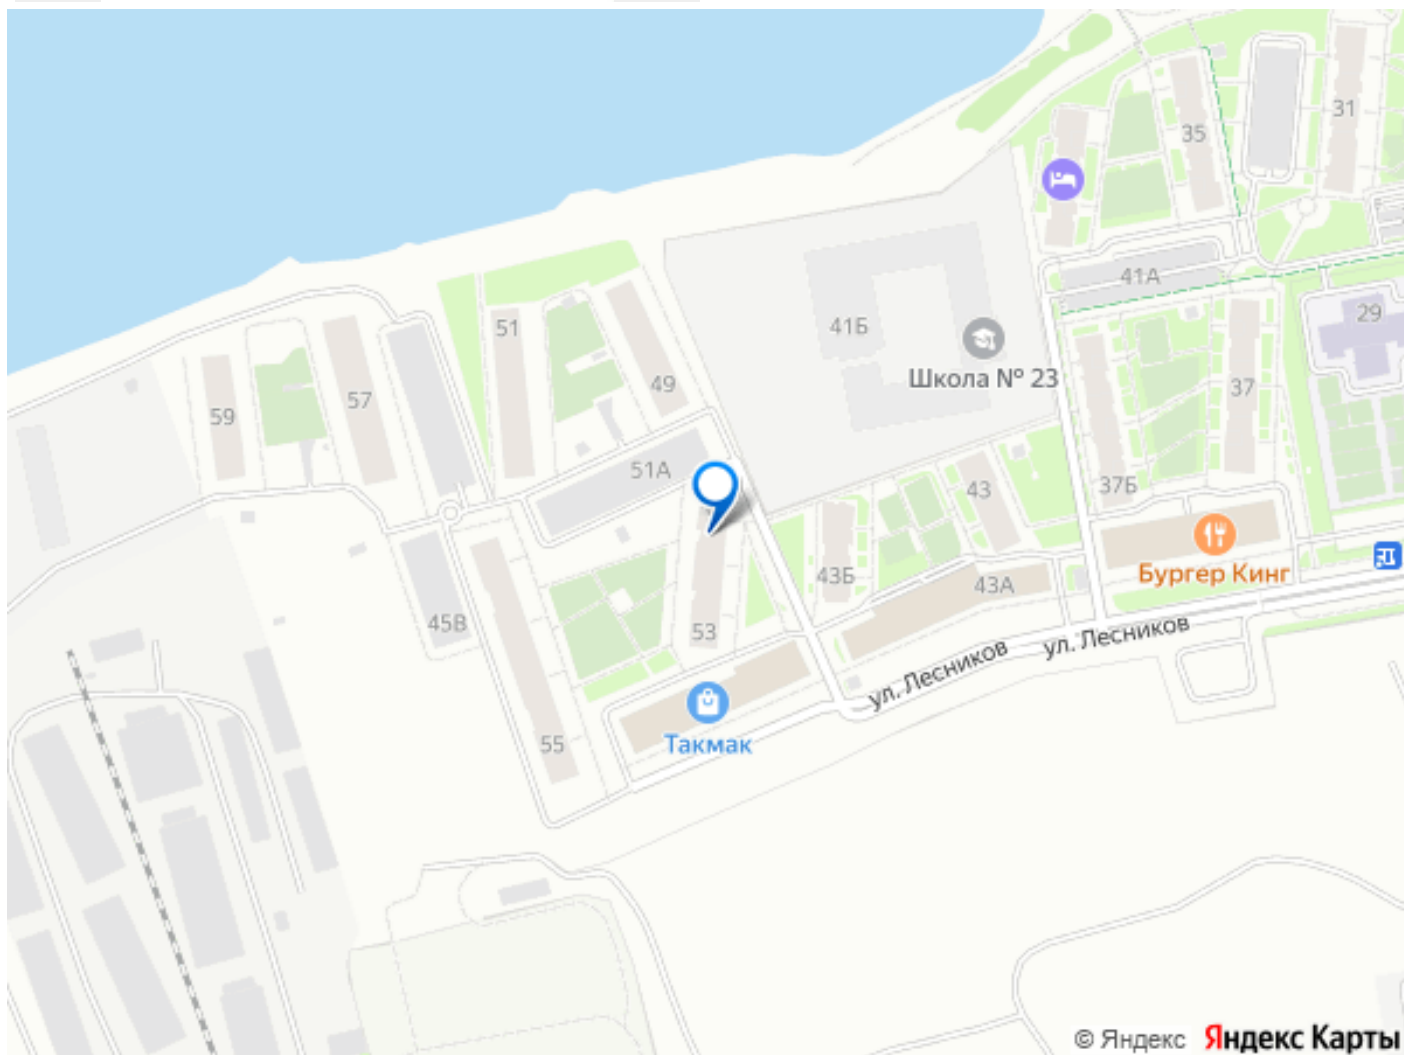 31
35
41А
29
41Б
Школа № 23
37
51
49
57
59
51А
43
37Б
Бургер Кинг
43Б
43А
45В
53
ул. Лесников
ул. Лесников
55
Такмак
© Яндекс Яндекс Карты